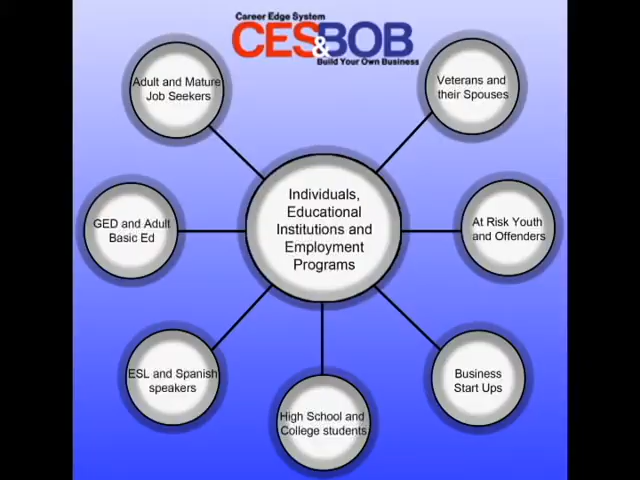 Career Edge System
CES&BOB
Build Your Own Business
Adult and Mature
Job Seekers
Veterans and
their Spouses
Individuals,
Educational
Institutions and
Employment
Programs
GED and Adult
Basic Ed
At Risk Youth
and Offenders
ESL and Spanish
speakers
High School and
College students
Business
Start Ups